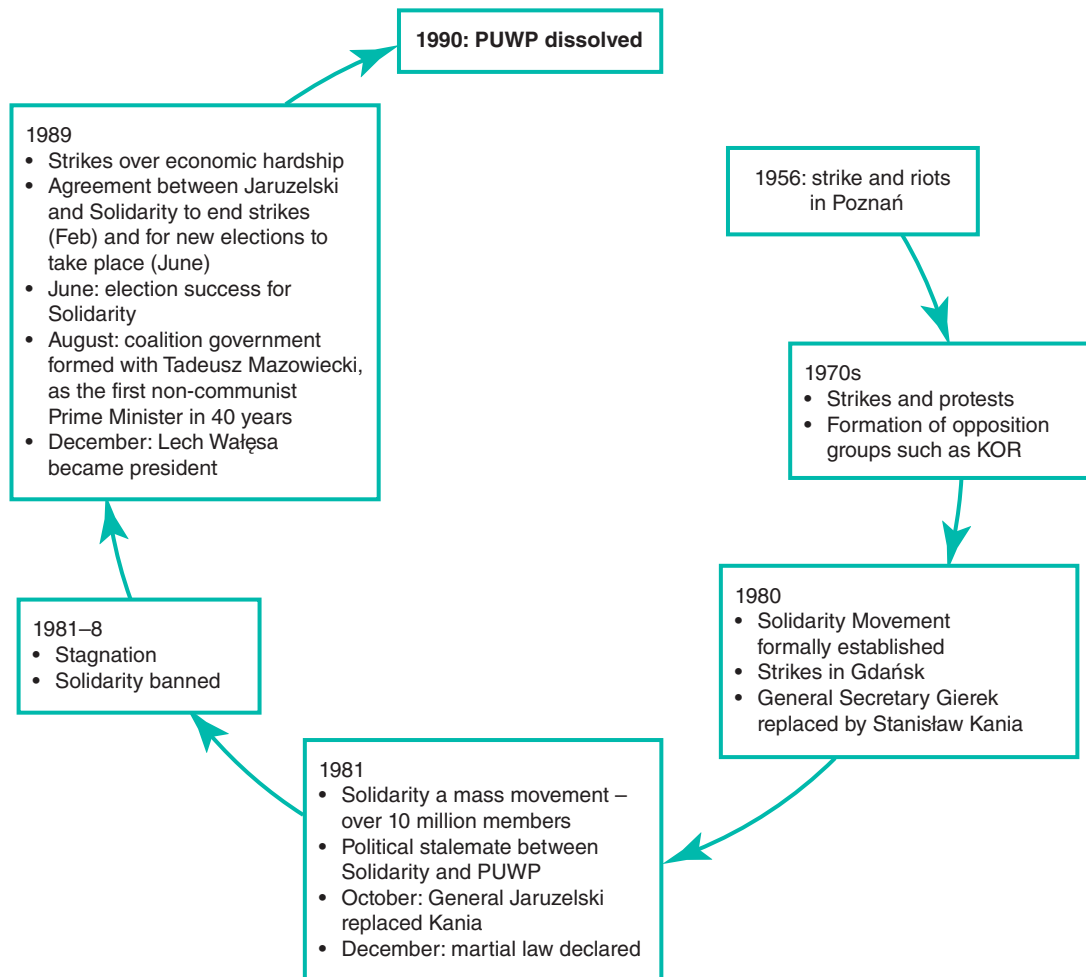 1956: strike and riots
in Poznań
1970s
• Strikes and protests
• Formation of opposition
groups such as KOR
1980
• Solidarity Movement
formally established
• Strikes in Gdańsk
• General Secretary Gierek
replaced by Stanisław Kania
1981
• Solidarity a mass movement –
over 10 million members
• Political stalemate between
Solidarity and PUWP
• October: General Jaruzelski
replaced Kania
• December: martial law declared
1981–8
• Stagnation
• Solidarity banned
1989
• Strikes over economic hardship
• Agreement between Jaruzelski
and Solidarity to end strikes
(Feb) and for new elections to
take place (June)
• June: election success for
Solidarity
• August: coalition government
formed with Tadeusz Mazowiecki,
as the first non-communist
Prime Minister in 40 years
• December: Lech Wałęsa
became president
1990: PUWP dissolved